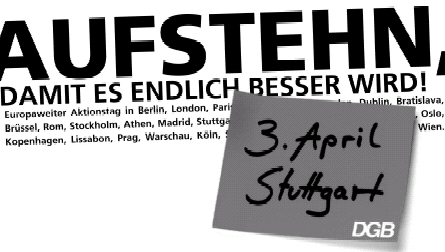 AUFSTEHN,
DAMIT ES ENDLICH BESSER WIRD!
Europaweiter Aktionstag in Berlin, London, Paris Dublin, Bratislava,
Brüssel, Rom, Stockholm, Athen, Madrid, Stuttga Oslo,
Kopenhagen, Lissabon, Prag, Warschau, Köln, Wien.
3. April
Stuttgart
DGB